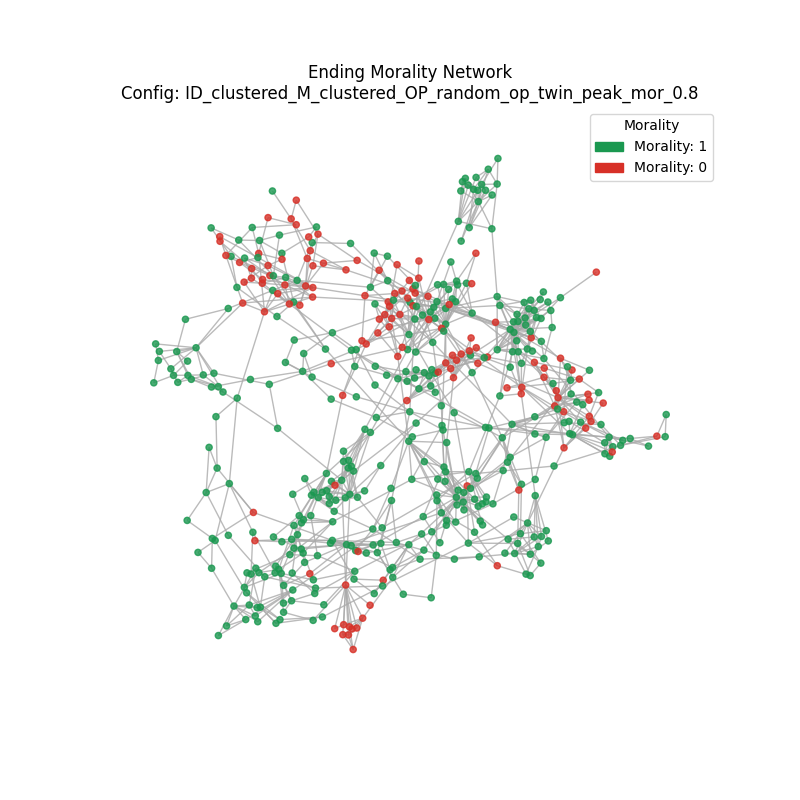 Ending Morality Network
Config: ID_clustered_M_clustered_OP_random_op_twin_peak_mor_0.8
Morality
Morality: 1
Morality: 0